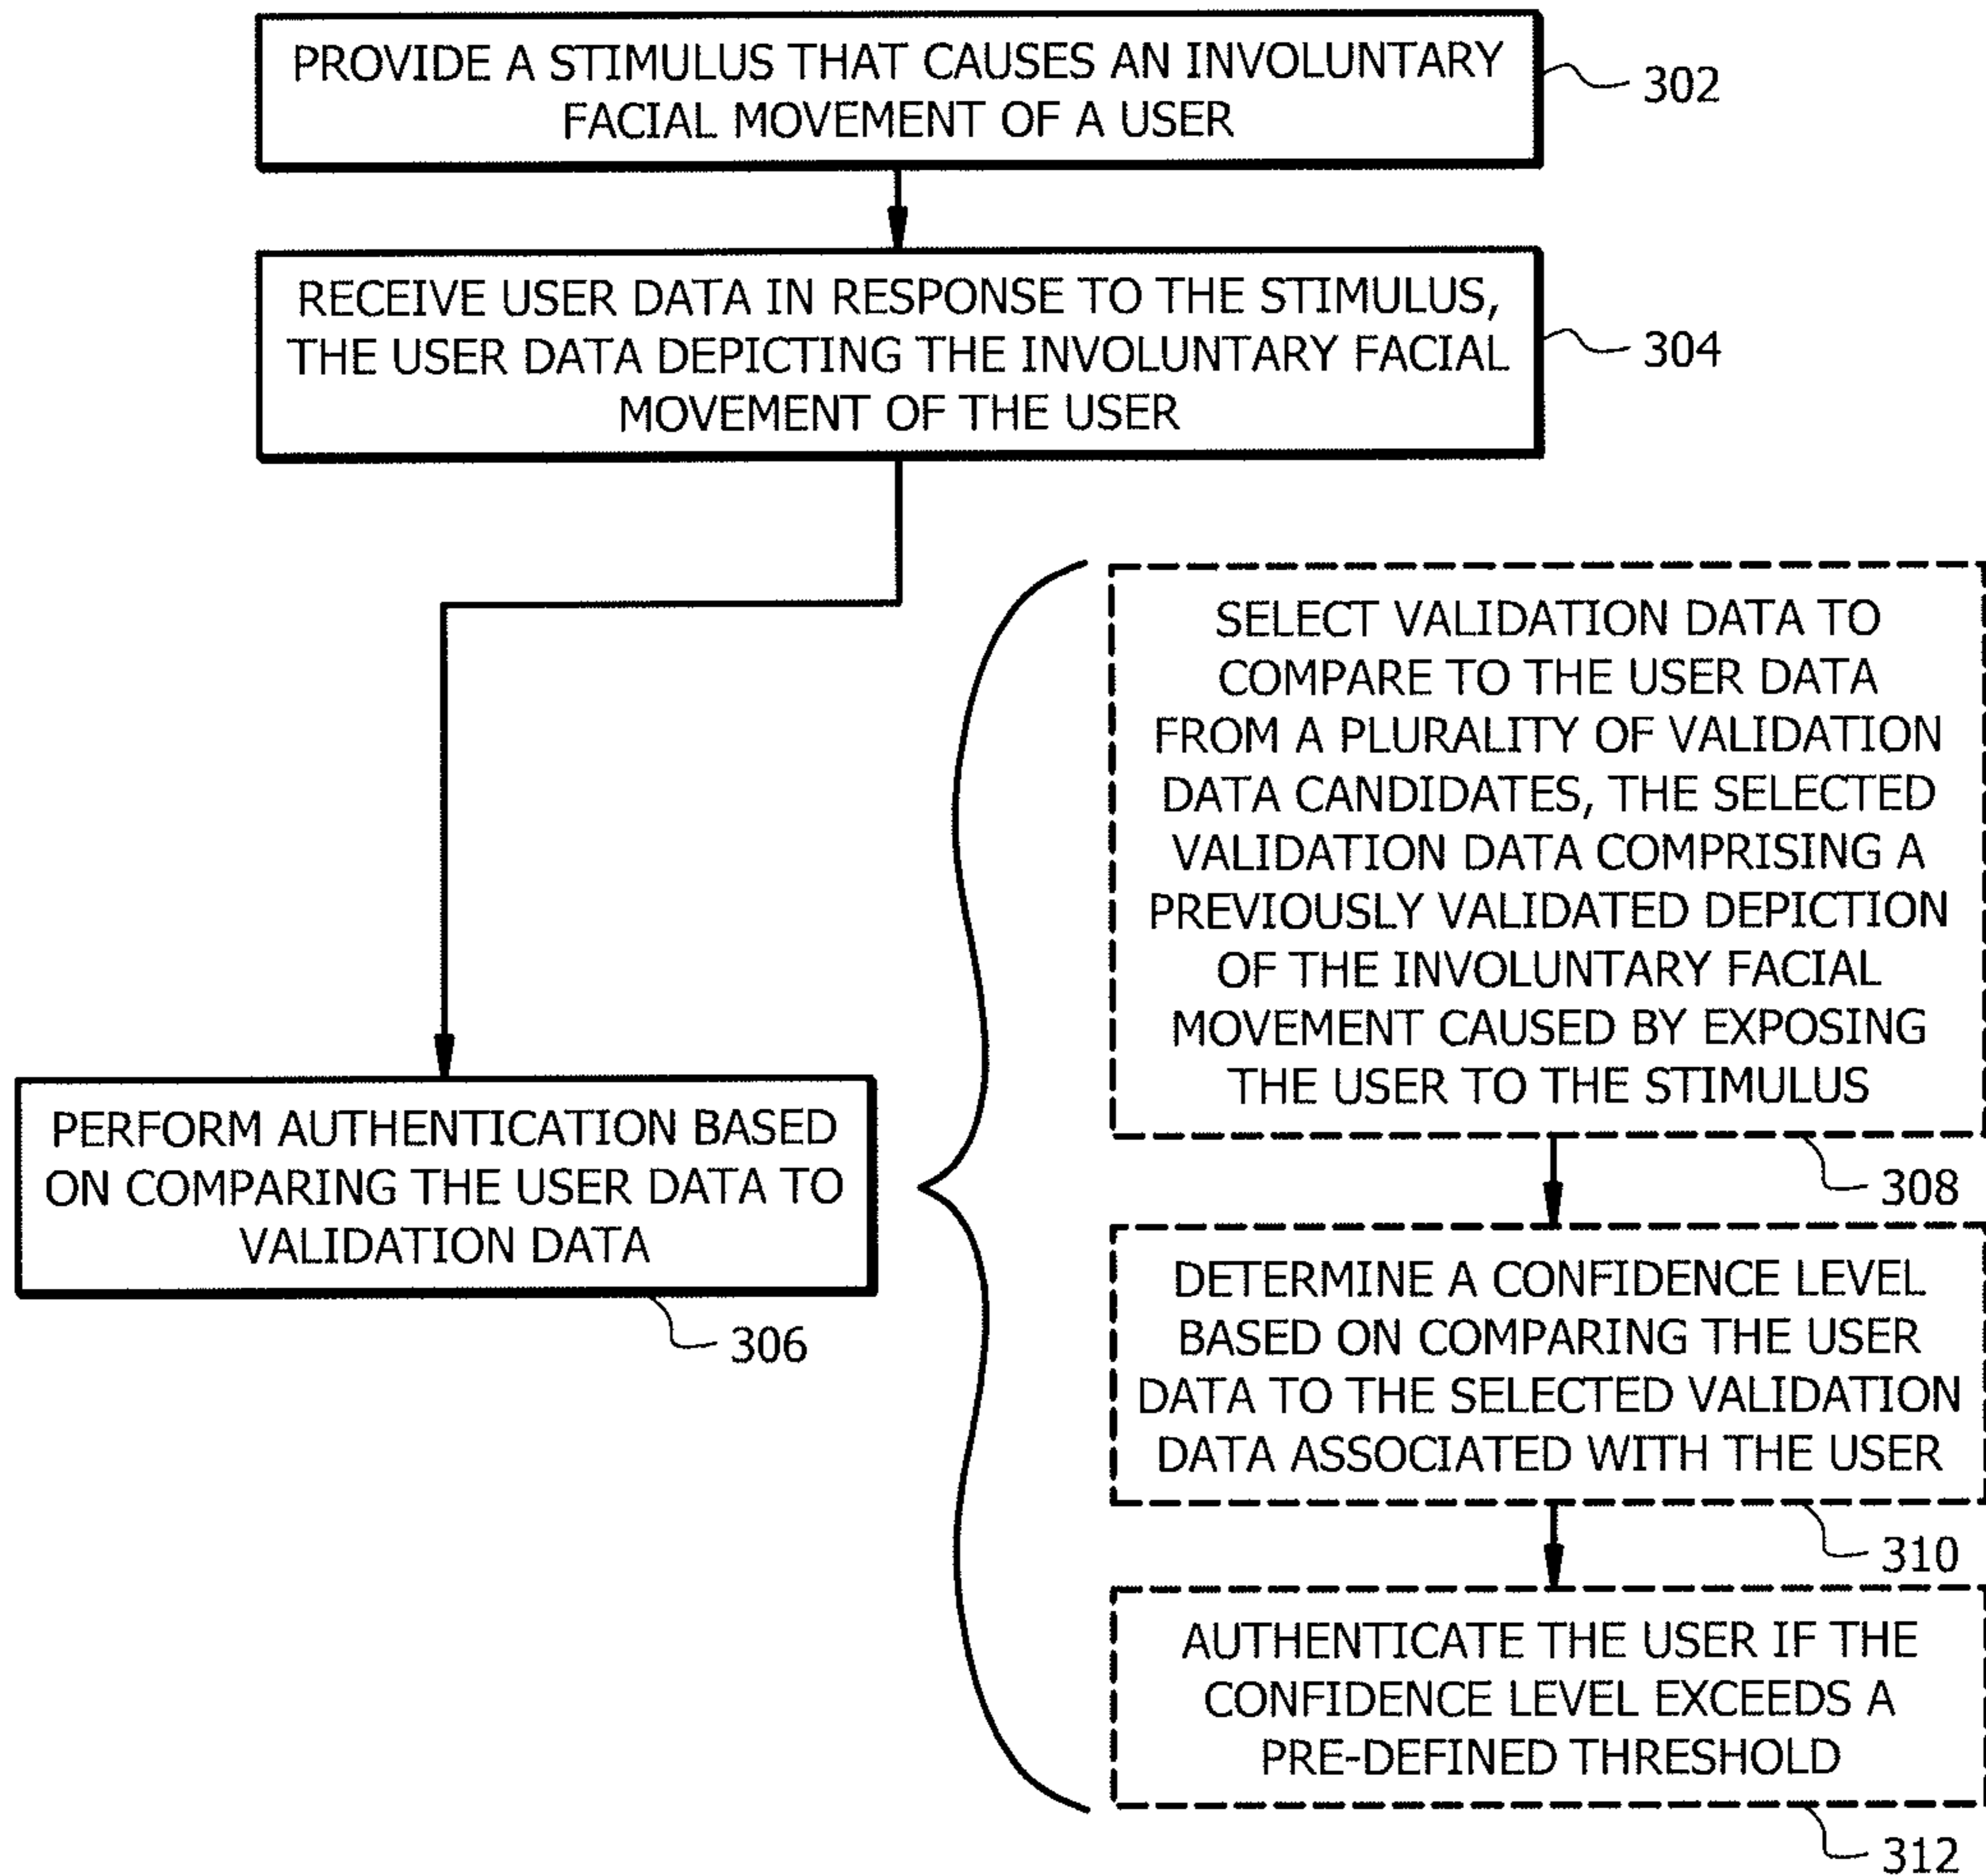 PROVIDE A STIMULUS THAT CAUSES AN INVOLUNTARY
FACIAL MOVEMENT OF A USER
302
RECEIVE USER DATA IN RESPONSE TO THE STIMULUS,
THE USER DATA DEPICTING THE INVOLUNTARY FACIAL
MOVEMENT OF THE USER
304
PERFORM AUTHENTICATION BASED
ON COMPARING THE USER DATA TO
VALIDATION DATA
306
SELECT VALIDATION DATA TO
COMPARE TO THE USER DATA
FROM A PLURALITY OF VALIDATION
DATA CANDIDATES, THE SELECTED
VALIDATION DATA COMPRISING A
PREVIOUSLY VALIDATED DEPICTION
OF THE INVOLUNTARY FACIAL
MOVEMENT CAUSED BY EXPOSING
THE USER TO THE STIMULUS
308
DETERMINE A CONFIDENCE LEVEL
BASED ON COMPARING THE USER
DATA TO THE SELECTED VALIDATION
DATA ASSOCIATED WITH THE USER
310
AUTHENTICATE THE USER IF THE
CONFIDENCE LEVEL EXCEEDS A
PRE-DEFINED THRESHOLD
312